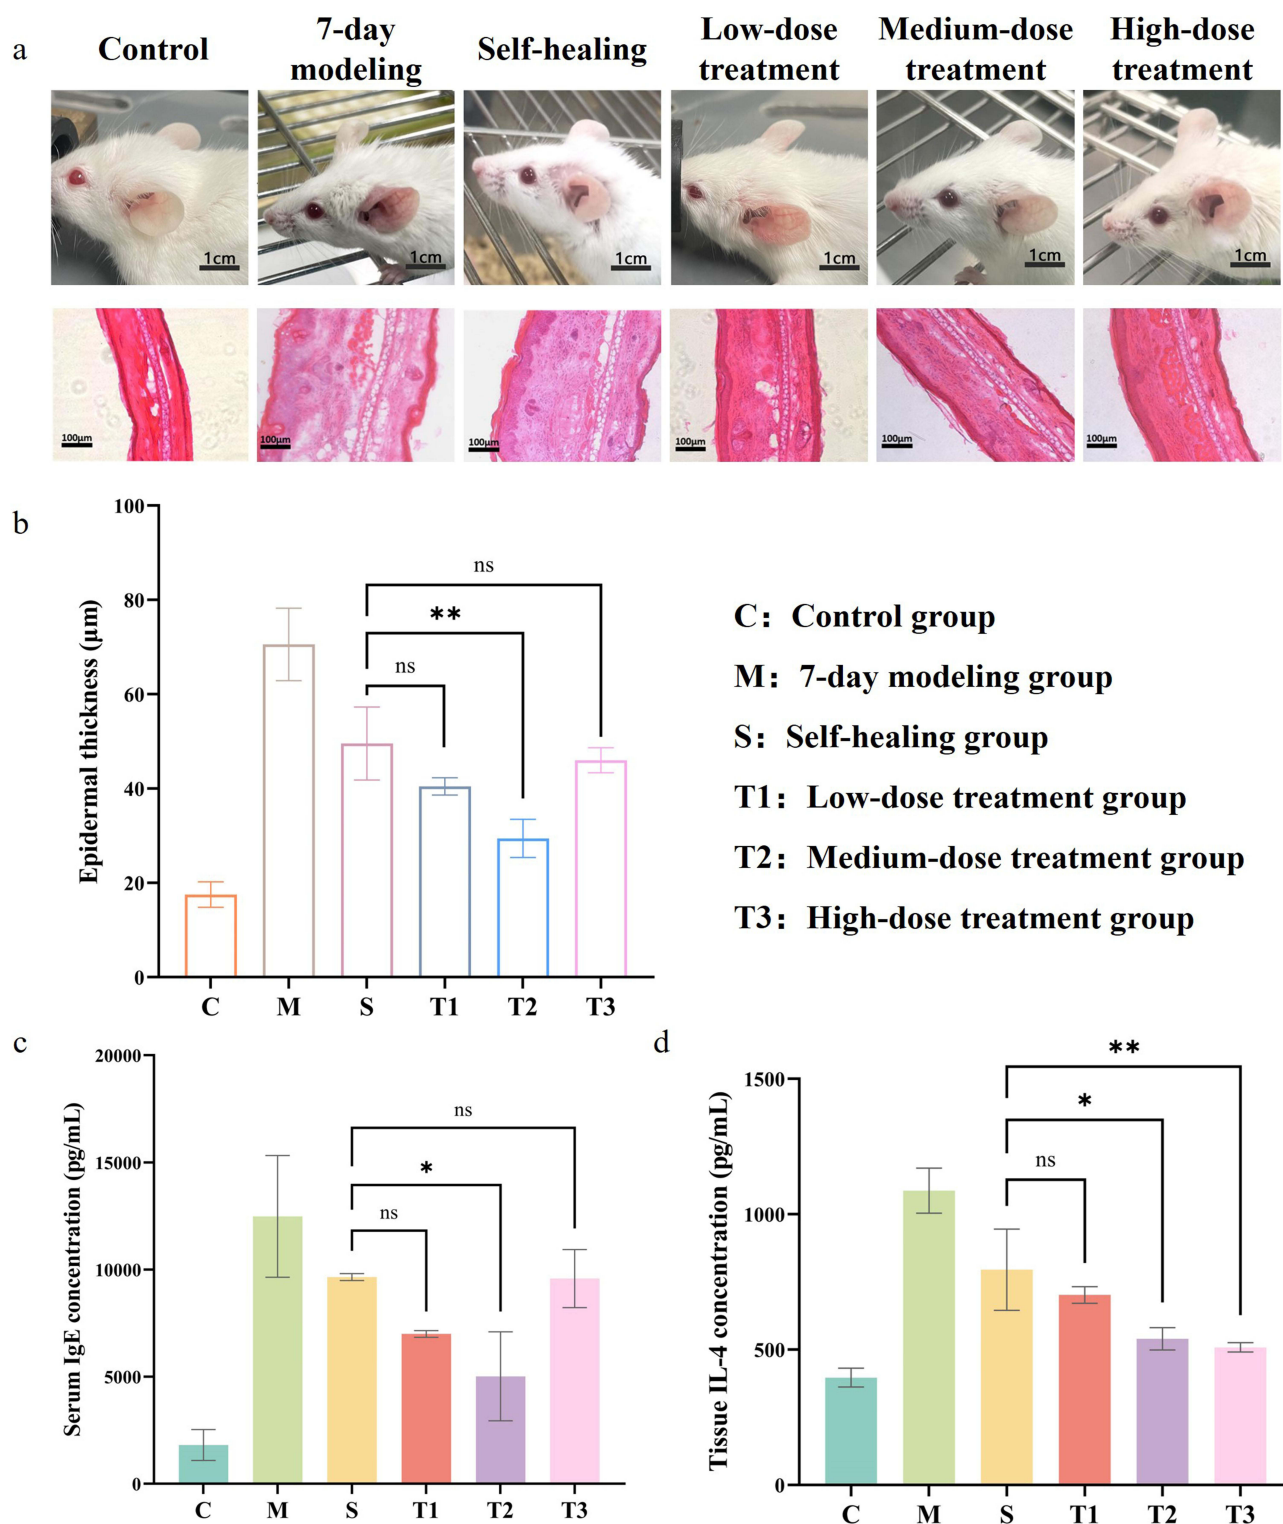 a
Control
7-day
modeling
Self-healing
Low-dose
treatment
Medium-dose
treatment
High-dose
treatment
1cm
1cm
1cm
1cm
1cm
1cm
100μm
100μm
100μm
100μm
100μm
100μm
b
Epidermal thickness (μm)
100
80
60
40
20
0
ns
**
ns
C
M
S
T1
T2
T3
C：Control group
M：7-day modeling group
S：Self-healing group
T1：Low-dose treatment group
T2：Medium-dose treatment group
T3：High-dose treatment group
c
Serum IgE concentration (pg/mL)
20000
15000
10000
5000
0
ns
*
ns
C
M
S
T1
T2
T3
d
Tissue IL-4 concentration (pg/mL)
1500
1000
500
0
**
*
ns
C
M
S
T1
T2
T3